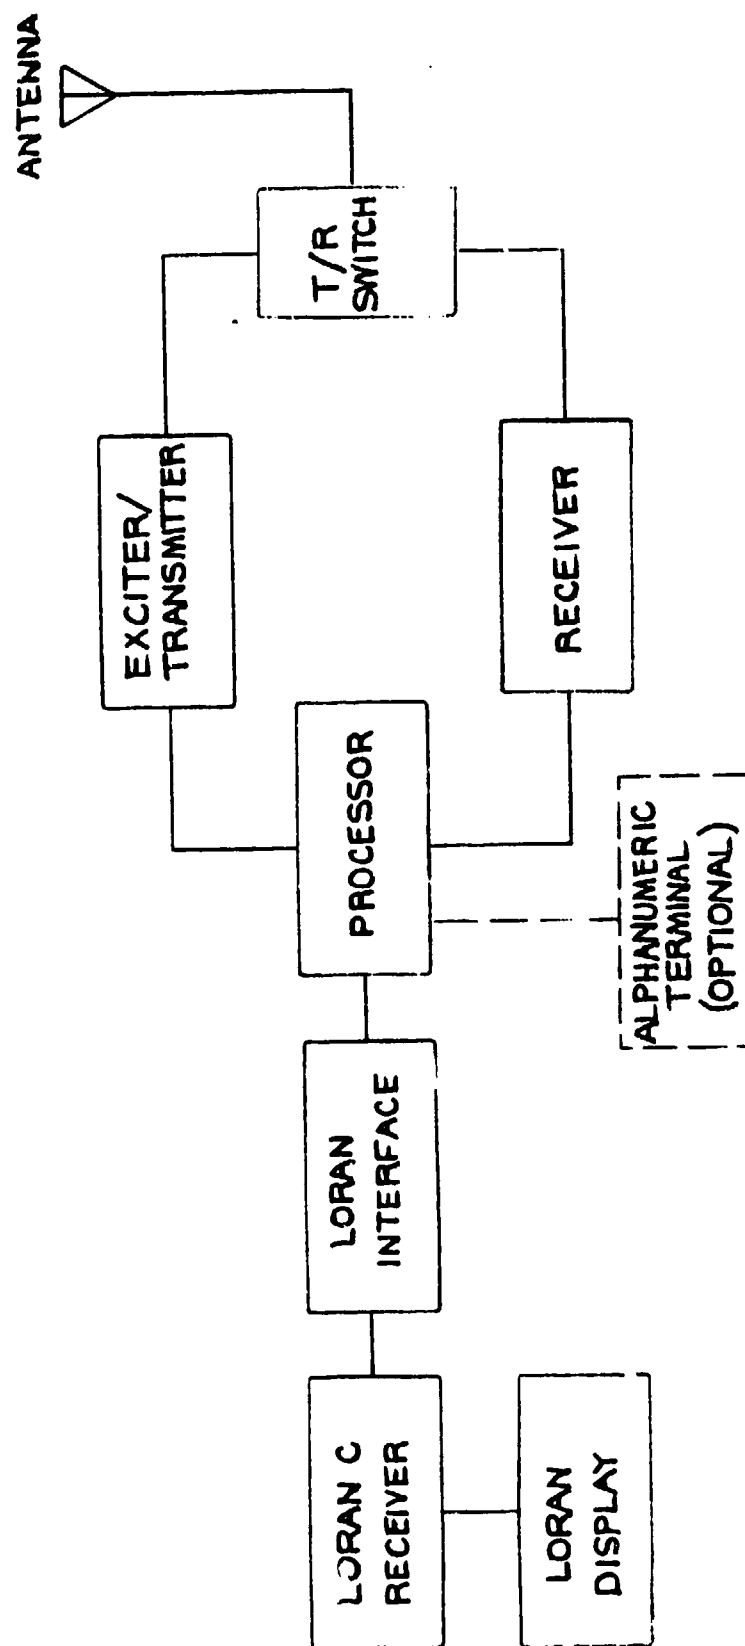 LORAN C
RECEIVER
LORAN
DISPLAY
LORAN
INTERFACE
PROCESSOR
ALPHANUMERIC
TERMINAL
(OPTIONAL)
EXCITER/
TRANSMITTER
RECEIVER
T/R
SWITCH
ANTENNA